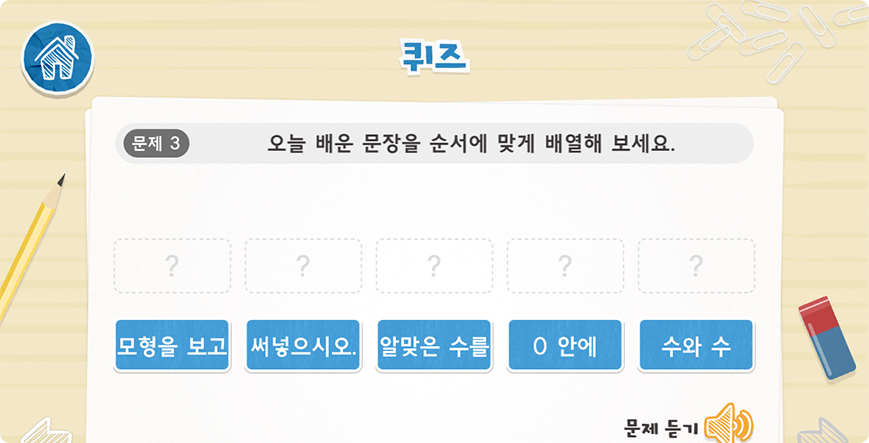 퀴즈
문제 3 오늘 배운 문장을 순서에 맞게 배열해 보세요.
? ? ? ? ?
모형을 보고 써넣으시오. 알맞은 수를 0 안에 수와 수
문제 듣기